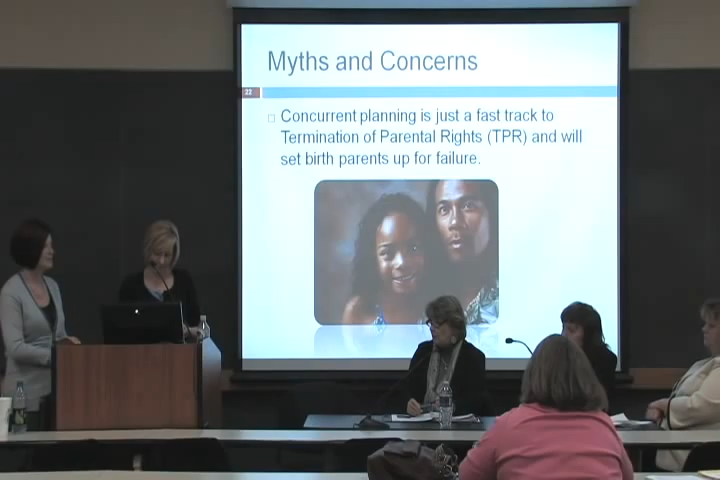 Myths and Concerns
22
□ Concurrent planning is just a fast track to
Termination of Parental Rights (TPR) and will
set birth parents up for failure.